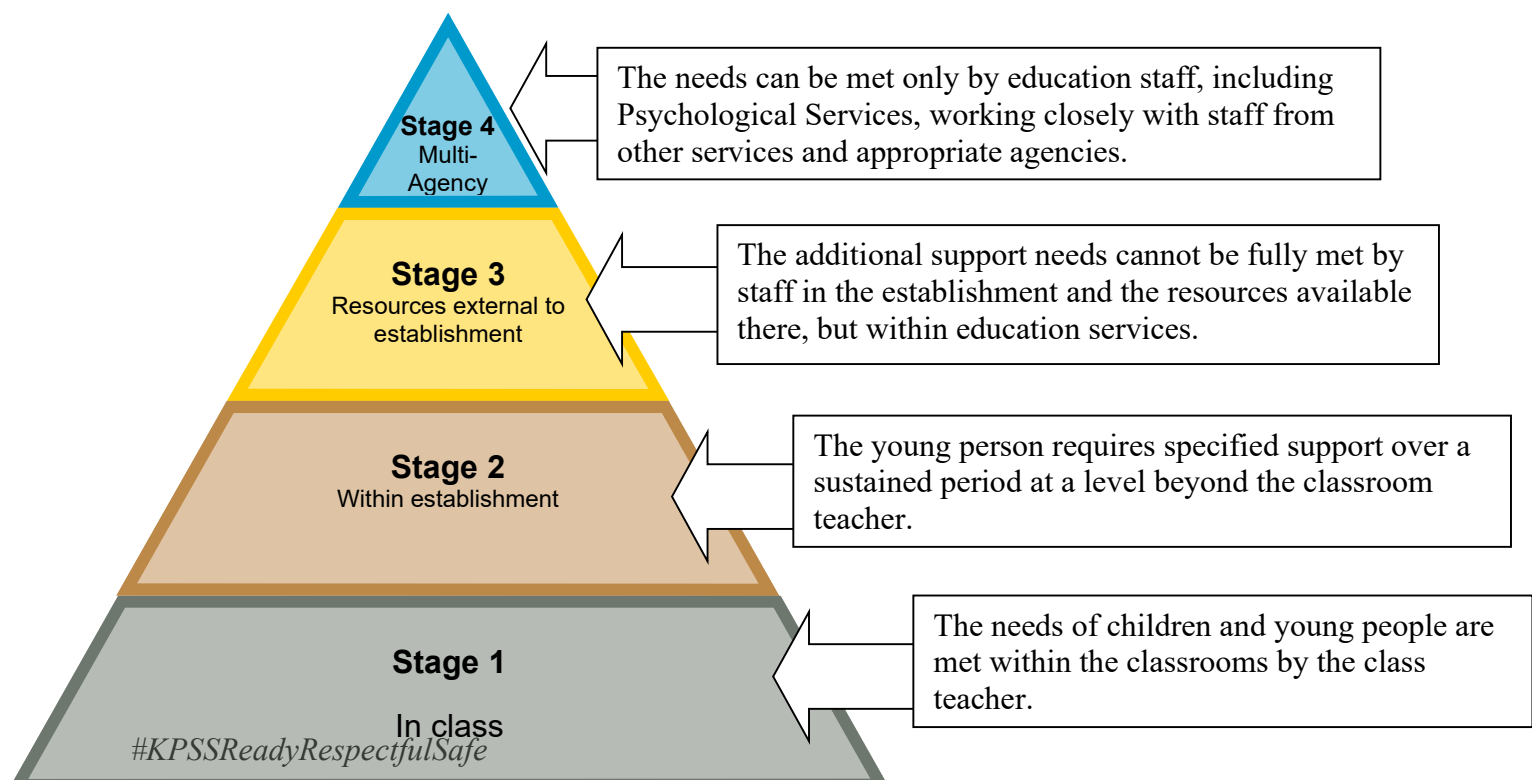 Stage 4
Multi-
Agency
The needs can be met only by education staff, including
Psychological Services, working closely with staff from
other services and appropriate agencies.
Stage 3
Resources external to
establishment
The additional support needs cannot be fully met by
staff in the establishment and the resources available
there, but within education services.
Stage 2
Within establishment
The young person requires specified support over a
sustained period at a level beyond the classroom
teacher.
Stage 1
In class
The needs of children and young people are
met within the classrooms by the class
teacher.
#KPSSReadyRespectfulSafe